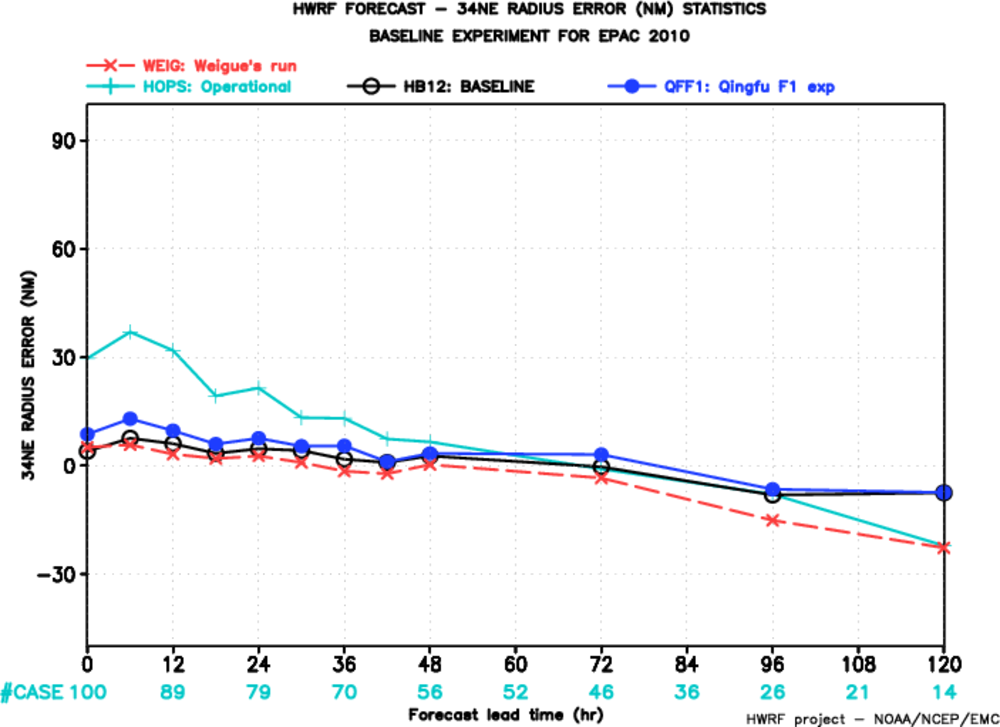 HWRF FORECAST – 34NE RADIUS ERROR (NM) STATISTICS
BASELINE EXPERIMENT FOR EPAC 2010
WEIG: Weigue's run
HOPS: Operational HB12: BASELINE QFF1: Qingfu F1 exp
34NE RADIUS ERROR (NM)
90
60
30
0
−30
0 12 24 36 48 60 72 84 96 108 120
#CASE 100 89 79 70 56 52 46 36 26 21 14
Forecast lead time (hr)
HWRF project – NOAA/NCEP/EMC